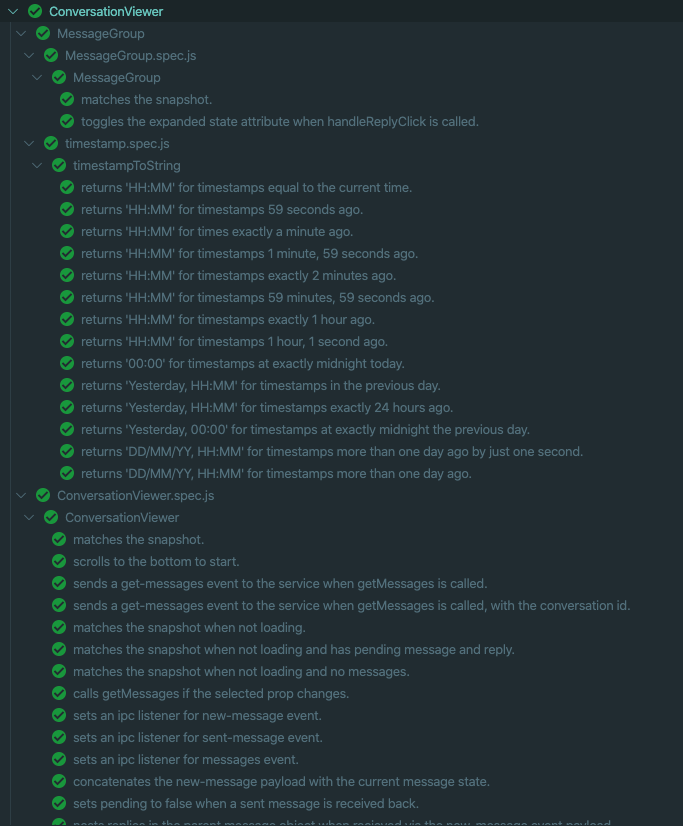 ConversationViewer
MessageGroup
MessageGroup.spec.js
MessageGroup
matches the snapshot.
toggles the expanded state attribute when handleReplyClick is called.
timestamp.spec.js
timestampToString
returns 'HH:MM' for timestamps equal to the current time.
returns 'HH:MM' for timestamps 59 seconds ago.
returns 'HH:MM' for times exactly a minute ago.
returns 'HH:MM' for timestamps 1 minute, 59 seconds ago.
returns 'HH:MM' for timestamps exactly 2 minutes ago.
returns 'HH:MM' for timestamps 59 minutes, 59 seconds ago.
returns 'HH:MM' for timestamps exactly 1 hour ago.
returns 'HH:MM' for timestamps 1 hour, 1 second ago.
returns '00:00' for timestamps at exactly midnight today.
returns 'Yesterday, HH:MM' for timestamps in the previous day.
returns 'Yesterday, HH:MM' for timestamps exactly 24 hours ago.
returns 'Yesterday, 00:00' for timestamps at exactly midnight the previous day.
returns 'DD/MM/YY, HH:MM' for timestamps more than one day ago by just one second.
returns 'DD/MM/YY, HH:MM' for timestamps more than one day ago.
ConversationViewer.spec.js
ConversationViewer
matches the snapshot.
scrolls to the bottom to start.
sends a get-messages event to the service when getMessages is called.
sends a get-messages event to the service when getMessages is called, with the conversation id.
matches the snapshot when not loading.
matches the snapshot when not loading and has pending message and reply.
matches the snapshot when not loading and no messages.
calls getMessages if the selected prop changes.
sets an ipc listener for new-message event.
sets an ipc listener for sent-message event.
sets an ipc listener for messages event.
concatenates the new-message payload with the current message state.
sets pending to false when a sent message is received back.
replies in the parent message object when recieved via the new-message event payload